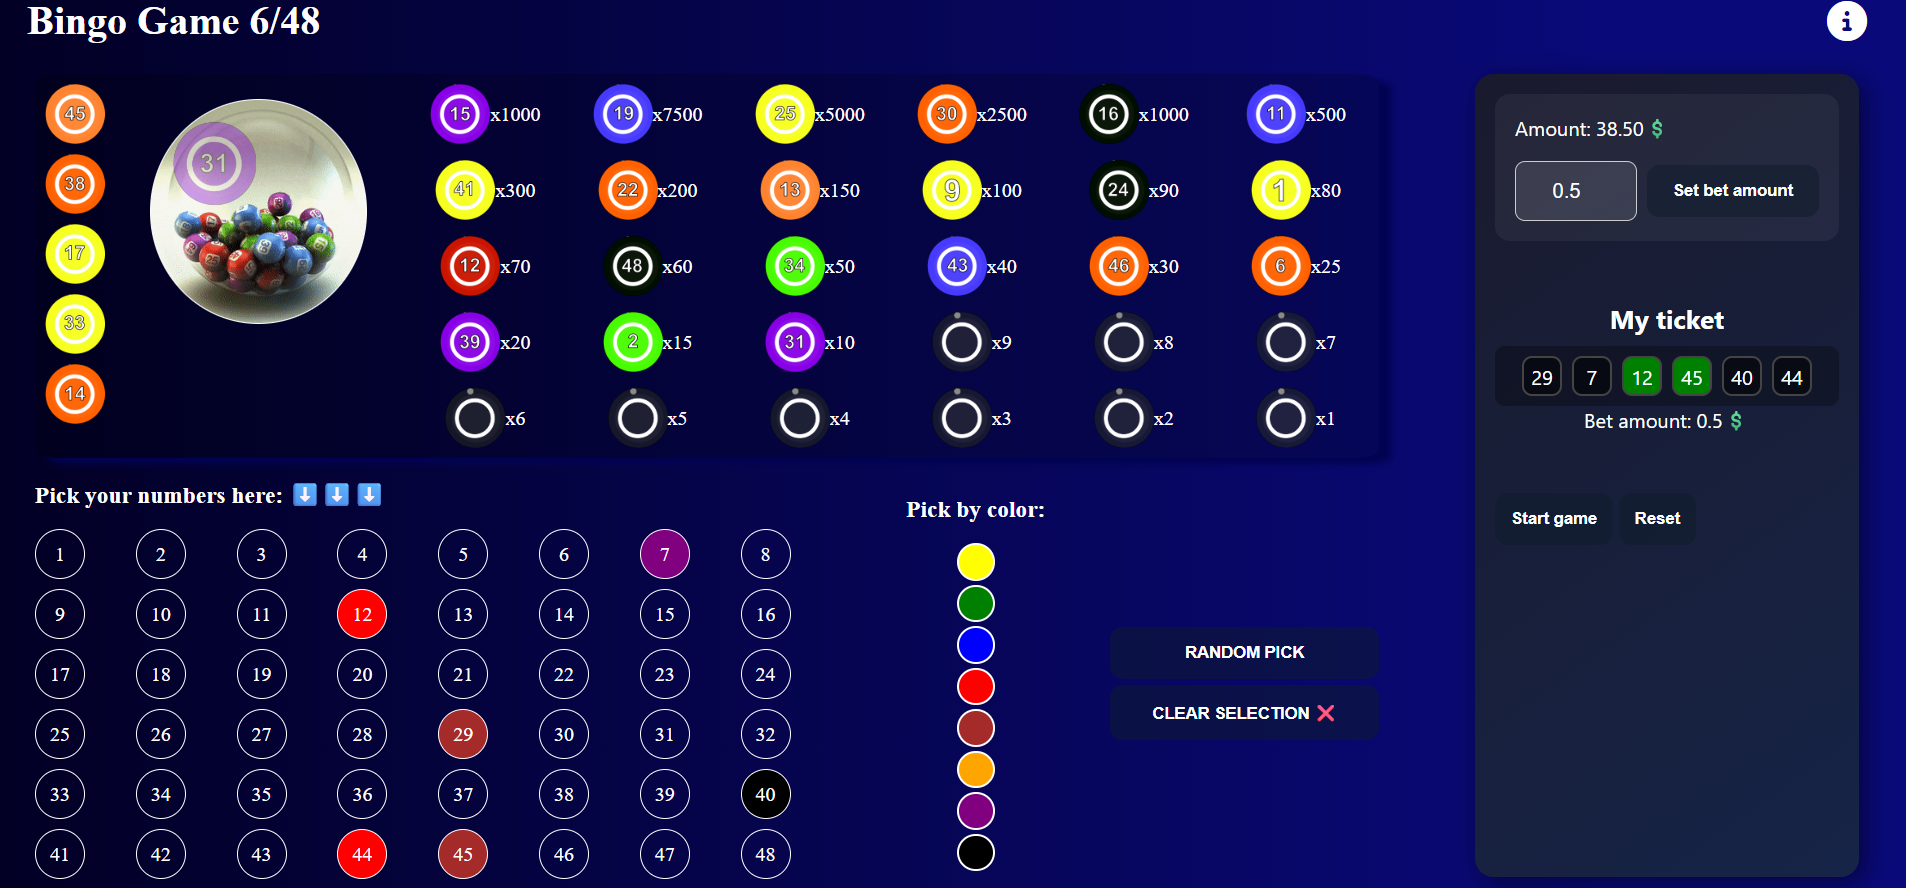 Bingo Game 6/48
45
38
17
33
14
31
15 x1000 19 x7500 25 x5000 30 x2500 16 x1000 11 x500
41 x300 22 x200 13 x150 9 x100 24 x90 1 x80
12 x70 48 x60 34 x50 43 x40 46 x30 6 x25
39 x20 2 x15 31 x10 x9 x8 x7
x6 x5 x4 x3 x2 x1
Pick your numbers here:
1 2 3 4 5 6 7 8
9 10 11 12 13 14 15 16
17 18 19 20 21 22 23 24
25 26 27 28 29 30 31 32
33 34 35 36 37 38 39 40
41 42 43 44 45 46 47 48
Pick by color:
RANDOM PICK
CLEAR SELECTION ❌
Amount: 38.50 $
0.5 Set bet amount
My ticket
29 7 12 45 40 44
Bet amount: 0.5 $
Start game Reset